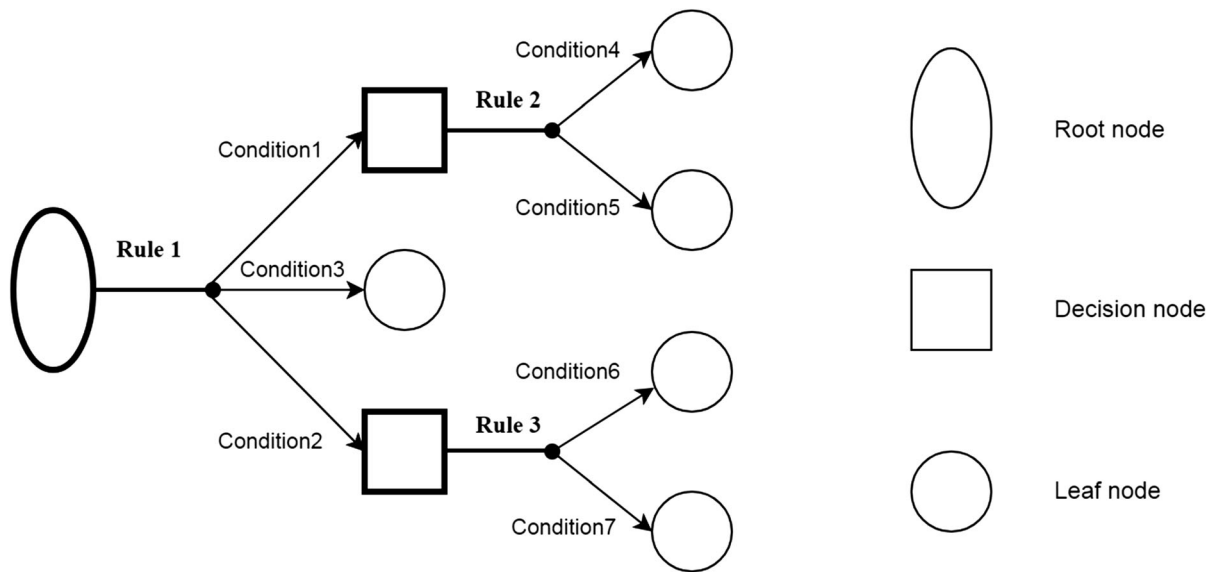 Condition4
Rule 2
Condition1
Condition5
Rule 1
Condition3
Condition6
Rule 3
Condition2
Condition7
Root node
Decision node
Leaf node